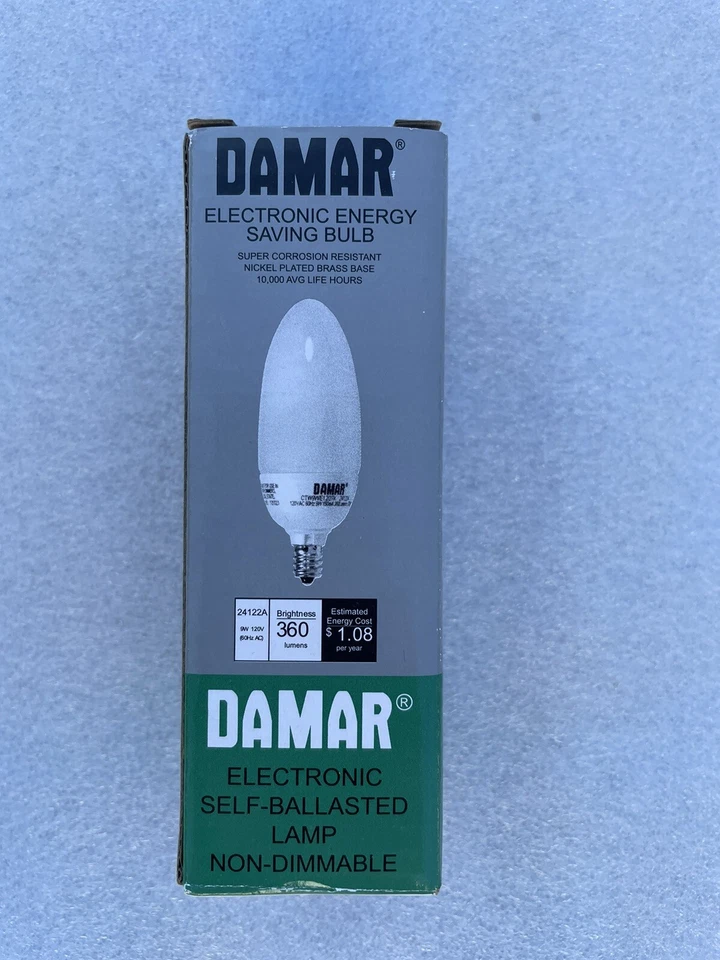 DAMAR®
ELECTRONIC ENERGY
SAVING BULB
SUPER CORROSION RESISTANT
NICKEL PLATED BRASS BASE
10,000 AVG LIFE HOURS
DAMAR
24122A
9W 120V
(60Hz AC)
Brightness
360
lumens
Estimated
Energy Cost
$ 1.08
per year
DAMAR®
ELECTRONIC
SELF-BALLASTED
LAMP
NON-DIMMABLE